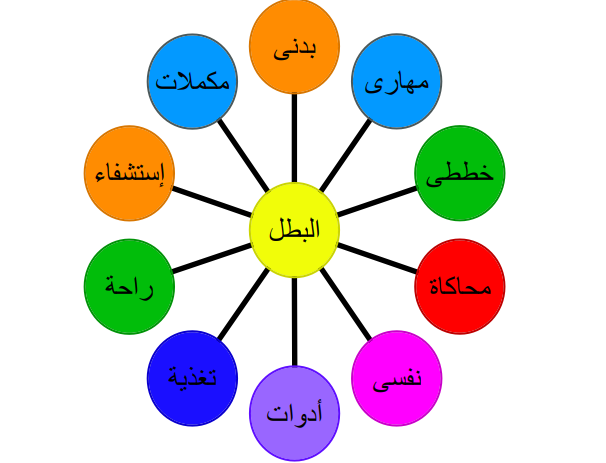 بدنى
مهارى
خططى
محاكاة
نفسى
أدوات
تغذية
راحة
إستشفاء
مكملات
البطل